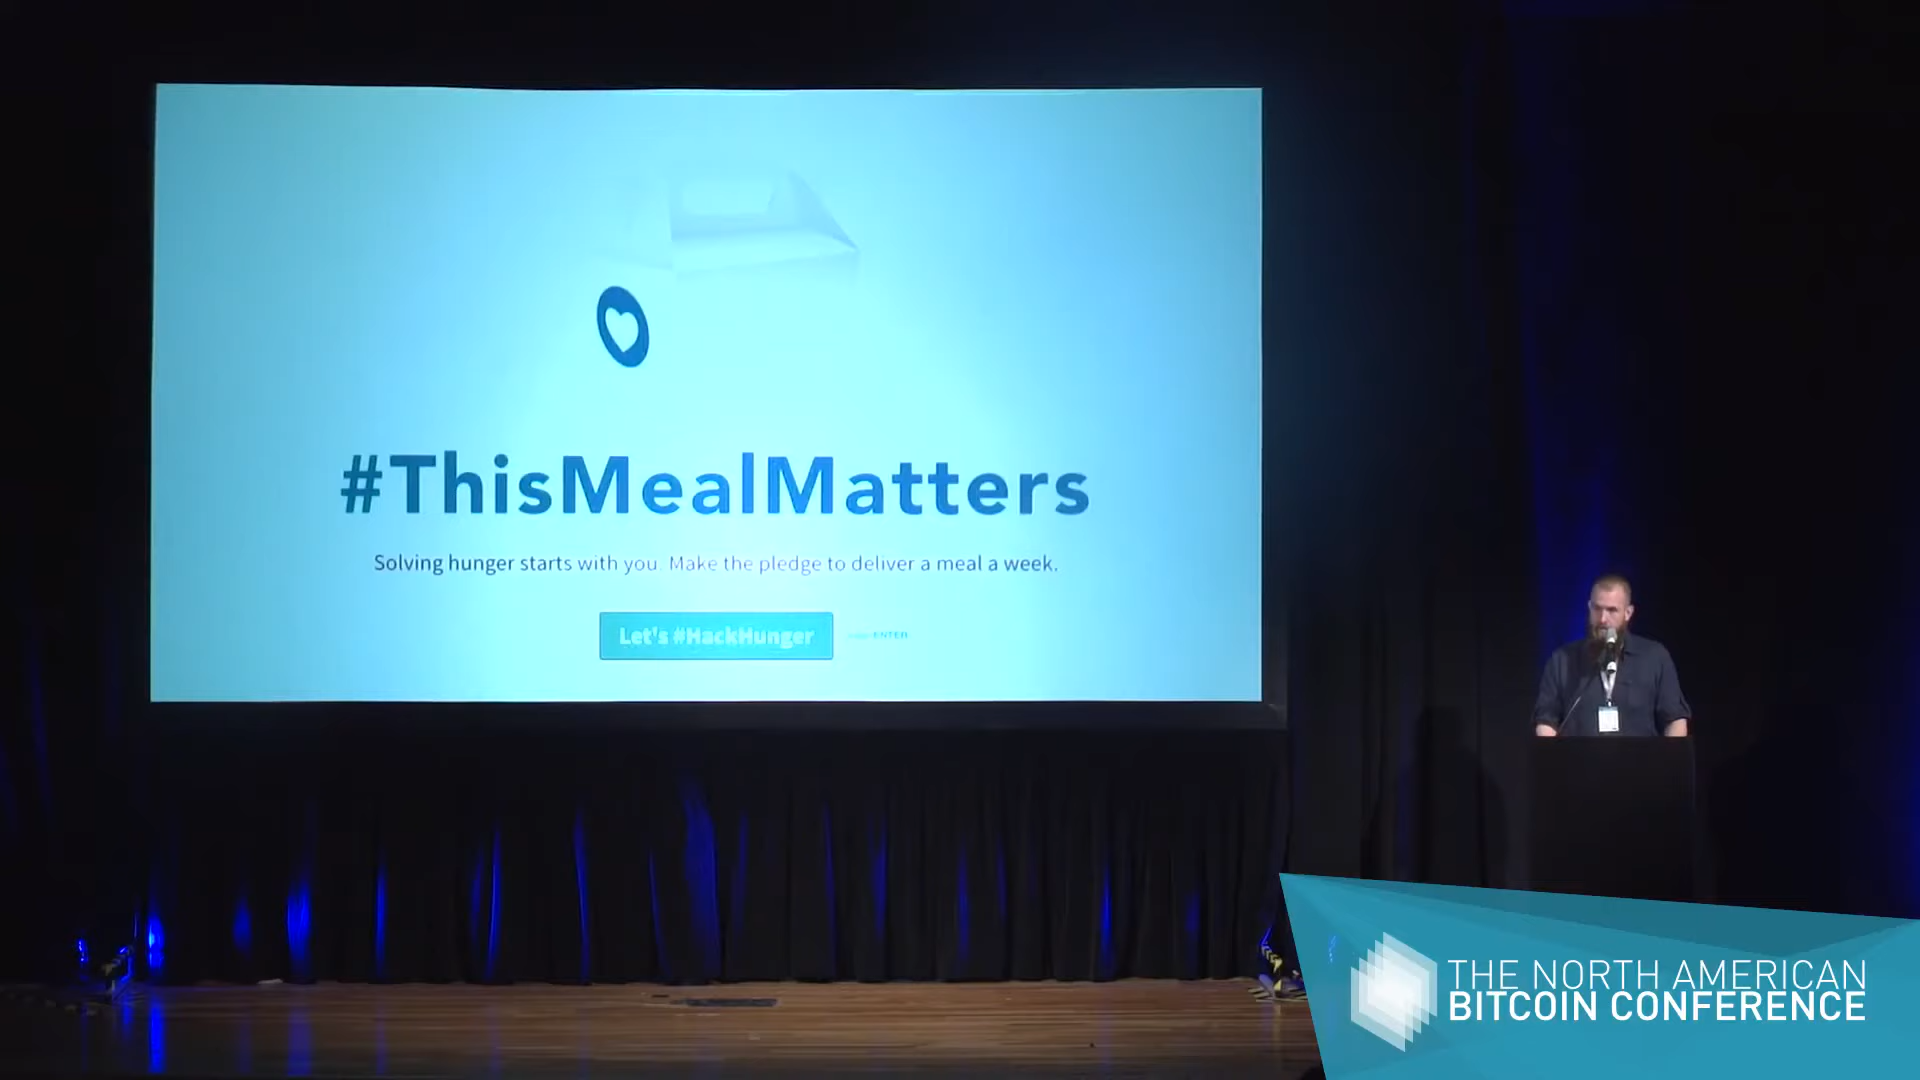 #ThisMealMatters
Solving hunger starts with you. Make the pledge to deliver a meal a week.
Let's #HackHunger
ENTER
THE NORTH AMERICAN
BITCOIN CONFERENCE